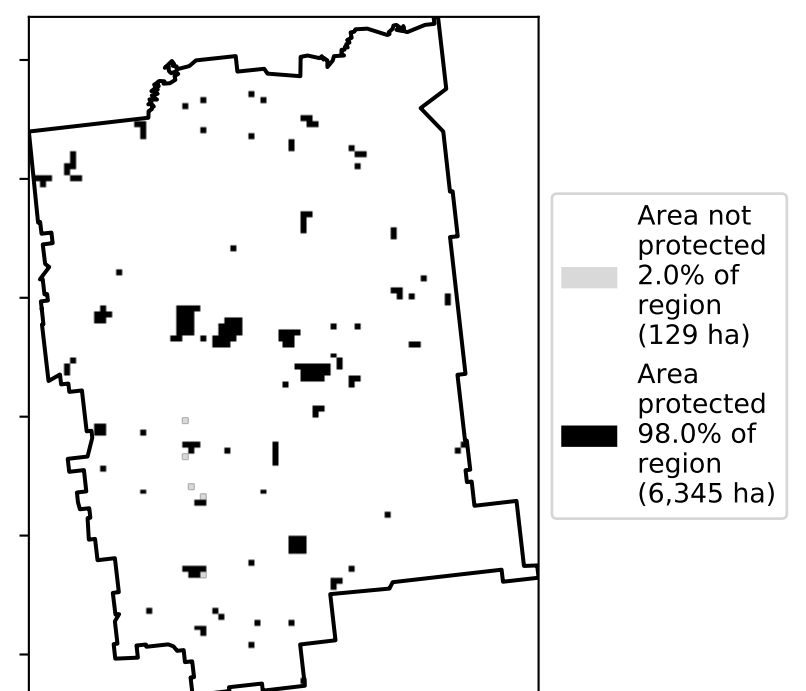 Area not
protected
2.0% of
region
(129 ha)
Area
protected
98.0% of
region
(6,345 ha)